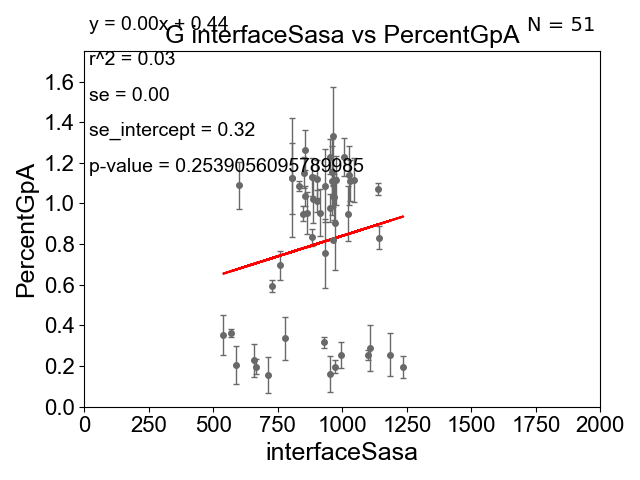 y = 0.00x + 0.44
N = 51
G interfaceSasa vs PercentGpA
r^2 = 0.03
se = 0.00
se_intercept = 0.32
p-value = 0.2539056095789985
PercentGpA
1.6
1.4
1.2
1.0
0.8
0.6
0.4
0.2
0.0
0 250 500 750 1000 1250 1500 1750 2000
interfaceSasa